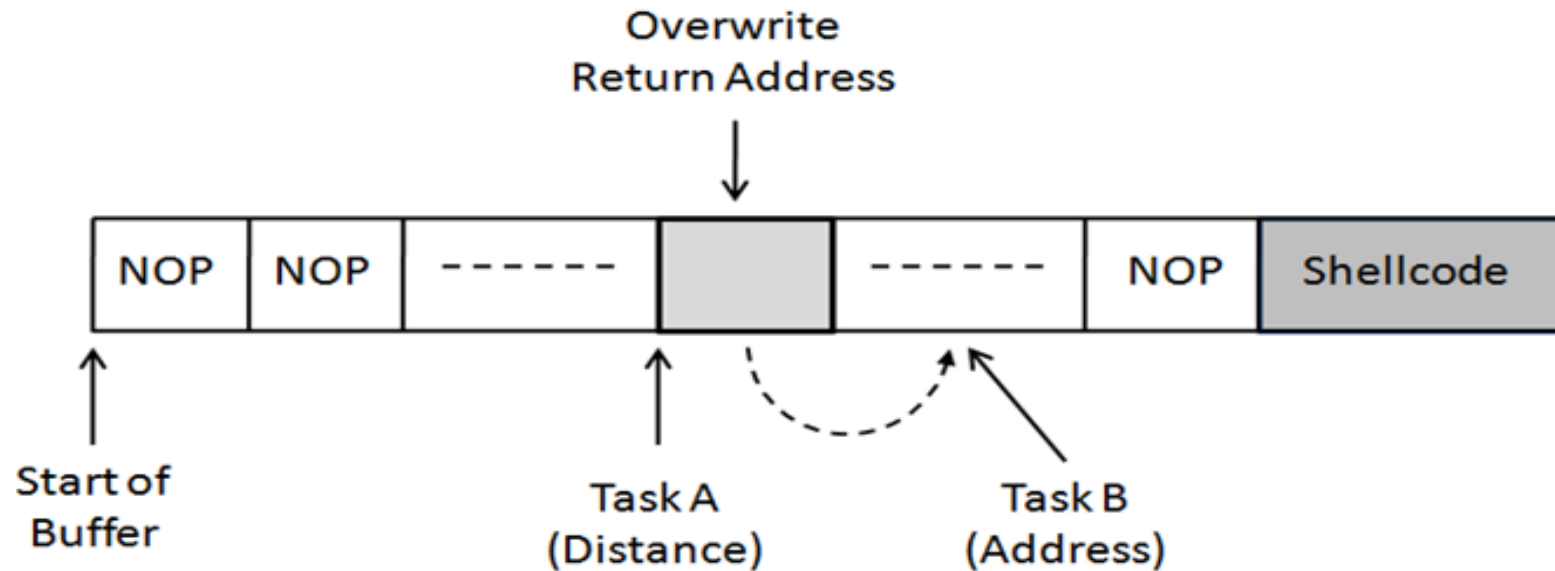 Overwrite
Return Address
NOP NOP ------- ------- NOP Shellcode
Start of
Buffer
Task A
(Distance)
Task B
(Address)